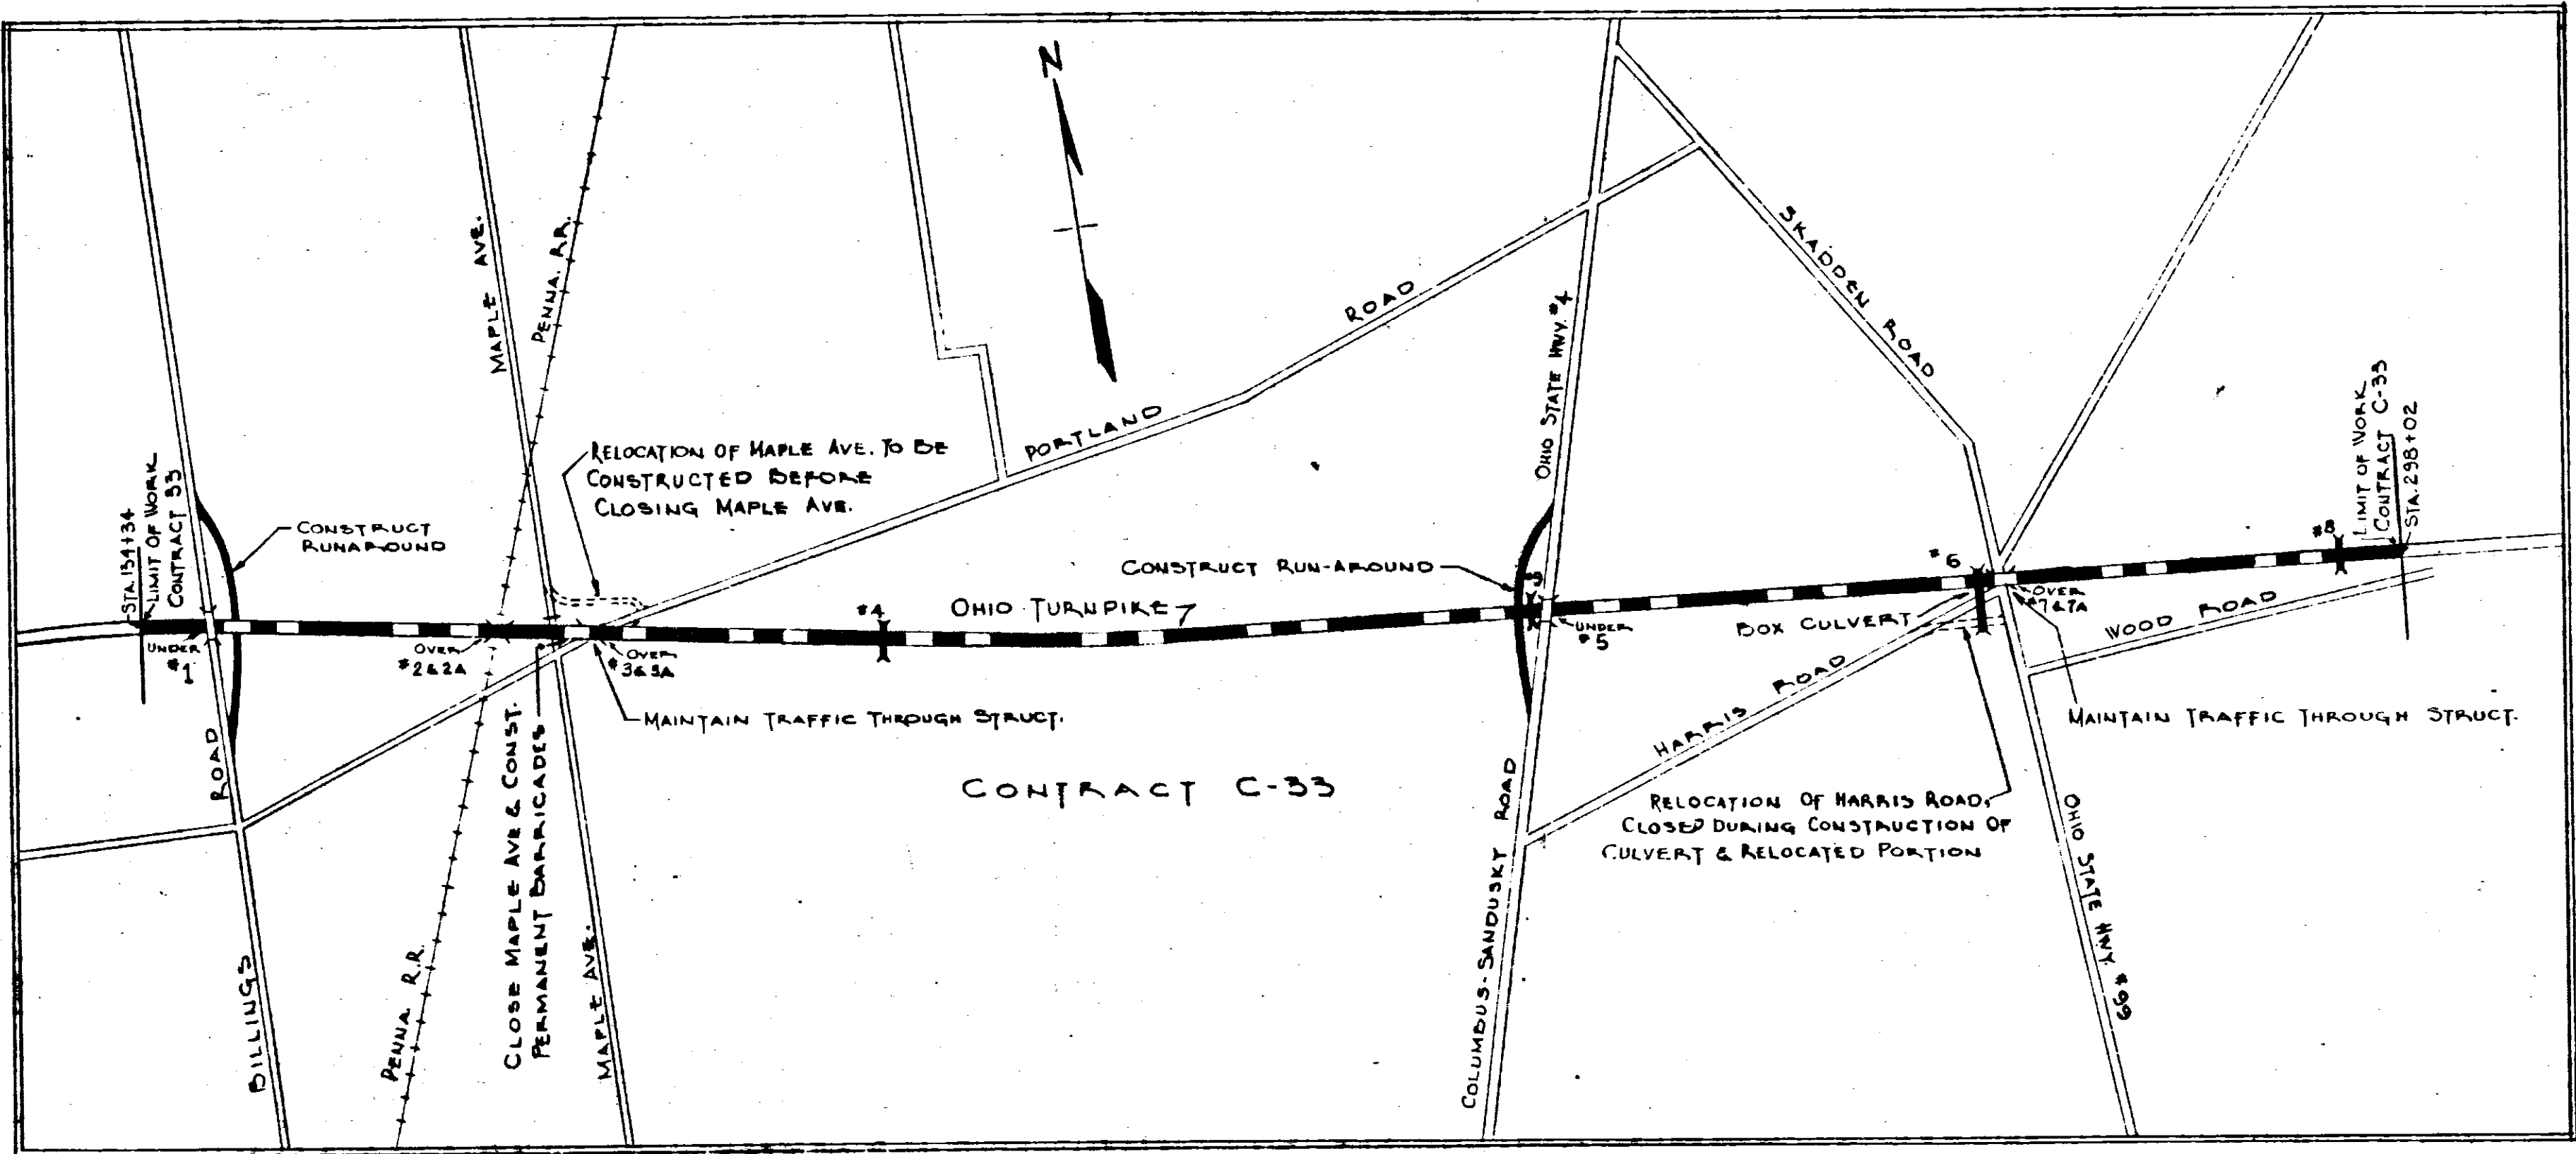 N
MAPLE AVE.
PENNA. RR.
SKADDEN ROAD
ROAD
PORTLAND
OHIO STATE HWY. #4
RELOCATION OF MAPLE AVE. TO BE
CONSTRUCTED BEFORE
CLOSING MAPLE AVE.
STA. 134+34
LIMIT OF WORK
CONTRACT 33
CONSTRUCT
RUNAROUND
CONSTRUCT RUN-AROUND
LIMIT OF WORK
CONTRACT C-33
STA. 298+02
UNDER
#1
OVER
#2 & 2A
OVER
#3 & 3A
#4
OHIO TURNPIKE
UNDER
#5
#6
BOX CULVERT
OVER
#7 & 7A
#8
WOOD ROAD
MAINTAIN TRAFFIC THROUGH STRUCT.
MAINTAIN TRAFFIC THROUGH STRUCT.
HARRIS ROAD
CONTRACT C-33
RELOCATION OF HARRIS ROAD,
CLOSED DURING CONSTRUCTION OF
CULVERT & RELOCATED PORTION
CLOSE MAPLE AVE & CONST.
PERMANENT BARRICADES
BILLINGS ROAD
PENNA. R.R.
MAPLE AVE.
COLUMBUS-SANDUSKY ROAD
OHIO STATE HWY. #99